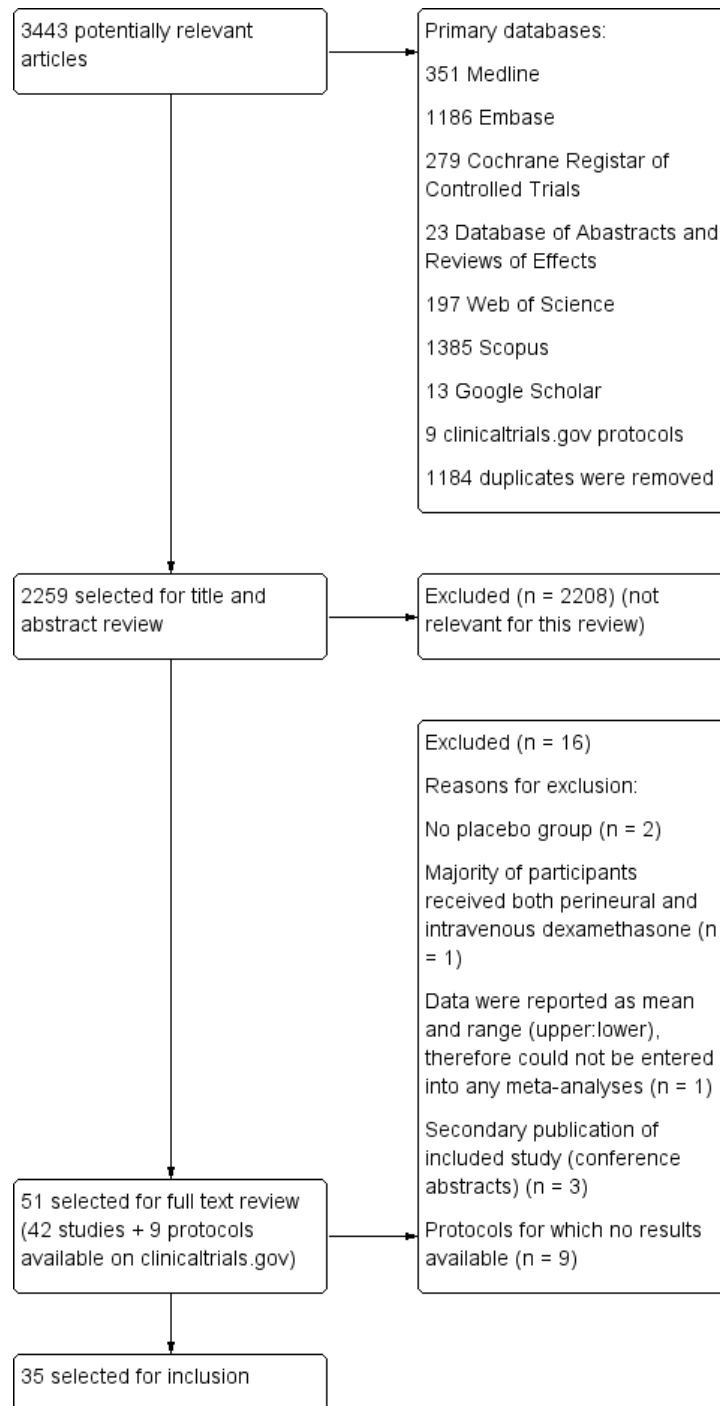 3443 potentially relevant
articles
Primary databases:
351 Medline
1186 Embase
279 Cochrane Registar of
Controlled Trials
23 Database of Abastracts and
Reviews of Effects
197 Web of Science
1385 Scopus
13 Google Scholar
9 clinicaltrials.gov protocols
1184 duplicates were removed
2259 selected for title and
abstract review
Excluded (n = 2208) (not
relevant for this review)
Excluded (n = 16)
Reasons for exclusion:
No placebo group (n = 2)
Majority of participants
received both perineural and
intravenous dexamethasone (n
= 1)
Data were reported as mean
and range (upper:lower),
therefore could not be entered
into any meta-analyses (n = 1)
Secondary publication of
included study (conference
abstracts) (n = 3)
Protocols for which no results
available (n = 9)
51 selected for full text review
(42 studies + 9 protocols
available on clinicaltrials.gov)
35 selected for inclusion